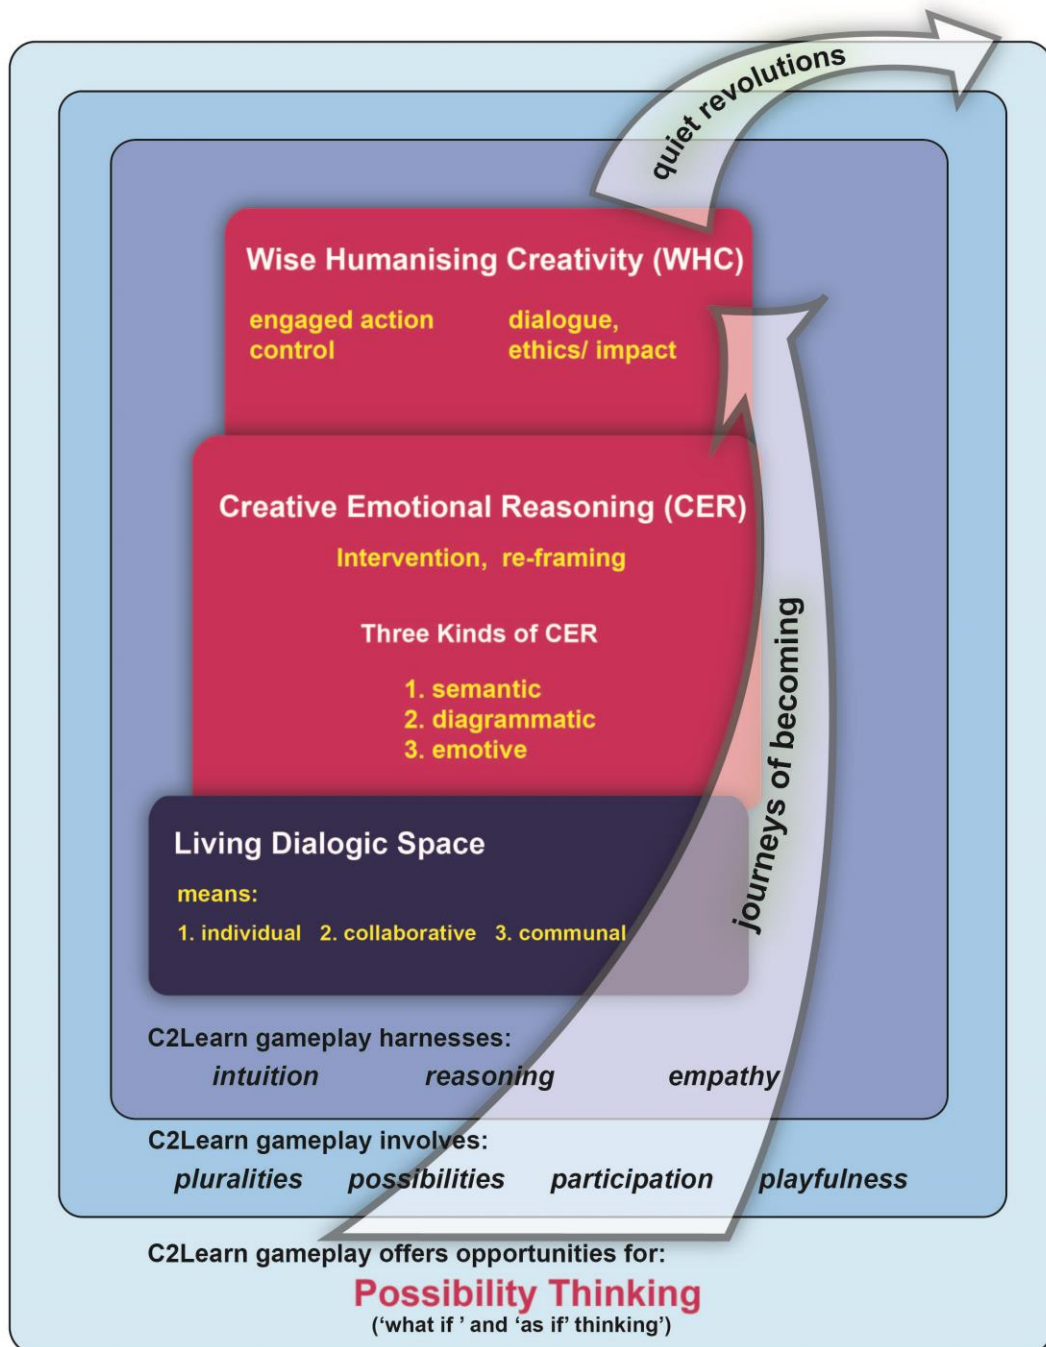 quiet revolutions
Wise Humanising Creativity (WHC)
engaged action dialogue,
control ethics/ impact
Creative Emotional Reasoning (CER)
Intervention, re-framing
Three Kinds of CER
1. semantic
2. diagrammatic
3. emotive
journeys of becoming
Living Dialogic Space
means:
1. individual 2. collaborative 3. communal
C2Learn gameplay harnesses:
intuition reasoning empathy
C2Learn gameplay involves:
pluralities possibilities participation playfulness
C2Learn gameplay offers opportunities for:
Possibility Thinking
(‘what if ’ and ‘as if’ thinking’)